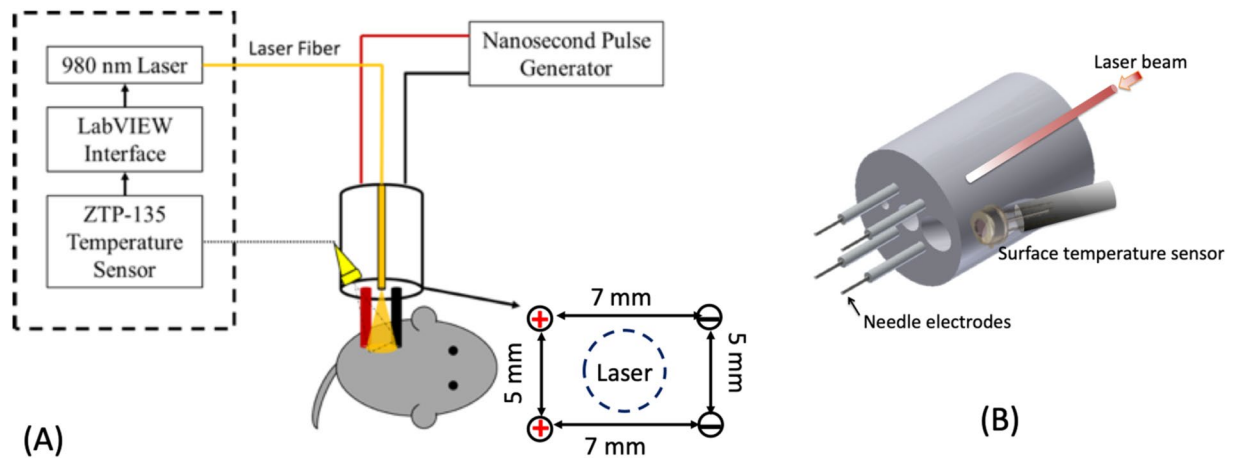 Laser Fiber
980 nm Laser
LabVIEW
Interface
ZTP-135
Temperature
Sensor
Nanosecond Pulse
Generator
7 mm
+
5 mm
Laser
5 mm
+
7 mm
(A)
Laser beam
Surface temperature sensor
Needle electrodes
(B)